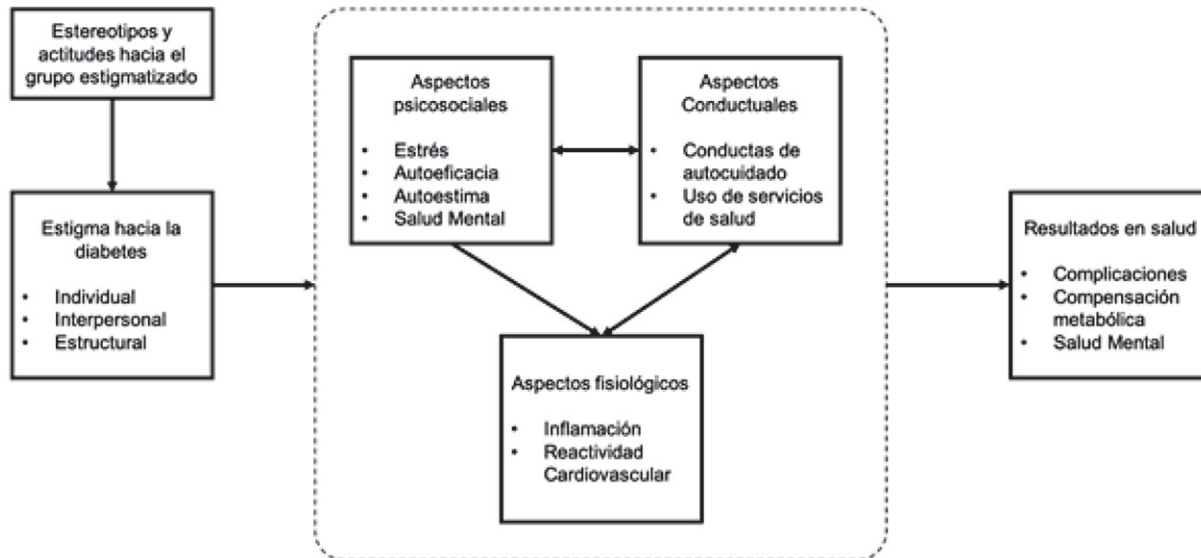 Estereotipos y
actitudes hacia el
grupo estigmatizado
Estigma hacia la
diabetes
• Individual
• Interpersonal
• Estructural
Aspectos
psicosociales
• Estrés
• Autoeficacia
• Autoestima
• Salud Mental
Aspectos
Conductuales
• Conductas de
autocuidado
• Uso de servicios
de salud
Aspectos fisiológicos
• Inflamación
• Reactividad
Cardiovascular
Resultados en salud
• Complicaciones
• Compensación
metabólica
• Salud Mental